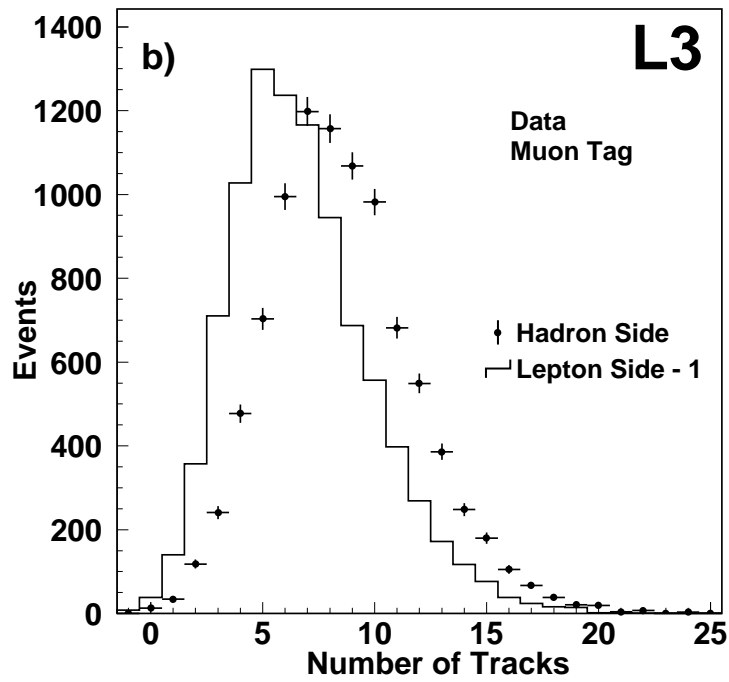 b)
L3
Data
Muon Tag
Hadron Side
Lepton Side - 1
Events
1400
1200
1000
800
600
400
200
0
0 5 10 15 20 25
Number of Tracks